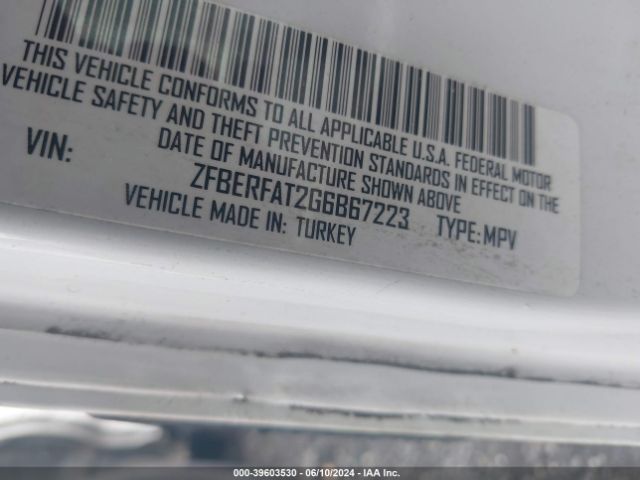 THIS VEHICLE CONFORMS TO ALL APPLICABLE U.S.A. FEDERAL MOTOR
VEHICLE SAFETY AND THEFT PREVENTION STANDARDS IN EFFECT ON THE
DATE OF MANUFACTURE SHOWN ABOVE
VIN: ZFBERFAT2G6B67223 TYPE: MPV
VEHICLE MADE IN: TURKEY
000-39603530 - 06/10/2024 - IAA Inc.